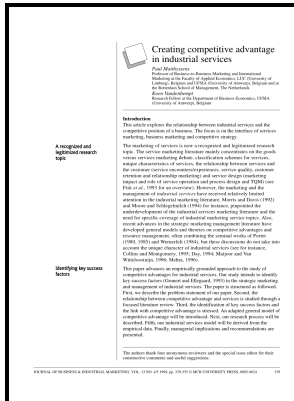 Creating competitive advantage
in industrial services
Paul Matthyssens
Professor of Business-to-Business Marketing and International
Marketing at the Faculty of Applied Economics, LUC (University of
Limburg), Belgium and UFSIA (University of Antwerp), Belgium and at
the Rotterdam School of Management, The Netherlands
Koen Vandenbempt
Research Fellow at the Department of Business Economics, UFSIA
(University of Antwerp), Belgium
Introduction
This article explores the relationship between industrial services and the
competitive position of a business. The focus on the interface of services
marketing, business marketing and competitive strategy.
A recognized and
legitimized research
topic
The marketing of services is now a recognized and legitimized research
topic. The service marketing literature mainly concentrates on the goods
versus services marketing debate, classification schemes for services,
unique characteristics of services, the relationship between services and
the customer (service encounters/experiences, service quality, customer
retention and relationship marketing) and service design (marketing
impact and role of service operation and process design and TQM) (see
Fisk et al., 1993 for an overview). However, the marketing and the
management of industrial services have received relatively limited
attention in the industrial marketing literature. Morris and Davis (1992)
and Moon and Schlegelmilch (1994) for instance, appointed the
underdevelopment of the industrial services marketing literature and the
need for specific coverage of industrial marketing service topics. Also,
recent advances in the strategic marketing management literature have
developed general models and theories on competitive advantages and
resource management, often combining the seminal works of Porter
(1980, 1985) and Wernerfelt (1984), but these discussions do not take into
account the unique character of industrial services (see for instance,
Collins and Montgomery, 1995; Day, 1994; Matjoor and Van
Witteloostuijn, 1996; Mehra, 1996).
Identifying key success
factors
This paper advances an empirically grounded approach to the study of
competitive advantages for industrial services. Our study intends to identify
key success factors (Grunert and Ellegaard, 1993) in the strategic marketing
and management of industrial services. The paper is structured as followed.
First, we describe the problem statement of our paper. Second, the
relationship between competitive advantage and services is studied through a
focused literature review. Third, the identification of key success factors and
the link with competitive advantage is stressed. An adapted general model of
competitive advantage will be introduced. Next, our research process will be
described. Fifth, our industrial services model will be derived from the
empirical data. Finally, managerial implications and recommendations are
presented.
The authors thank four anonymous reviewers and the special issue editor for their
constructive comments and useful suggestions.
JOURNAL OF BUSINESS & INDUSTRIAL MARKETING, VOL. 13 NO. 4/5 1998, pp. 339-355 © MCB UNIVERSITY PRESS, 0885-8624
339